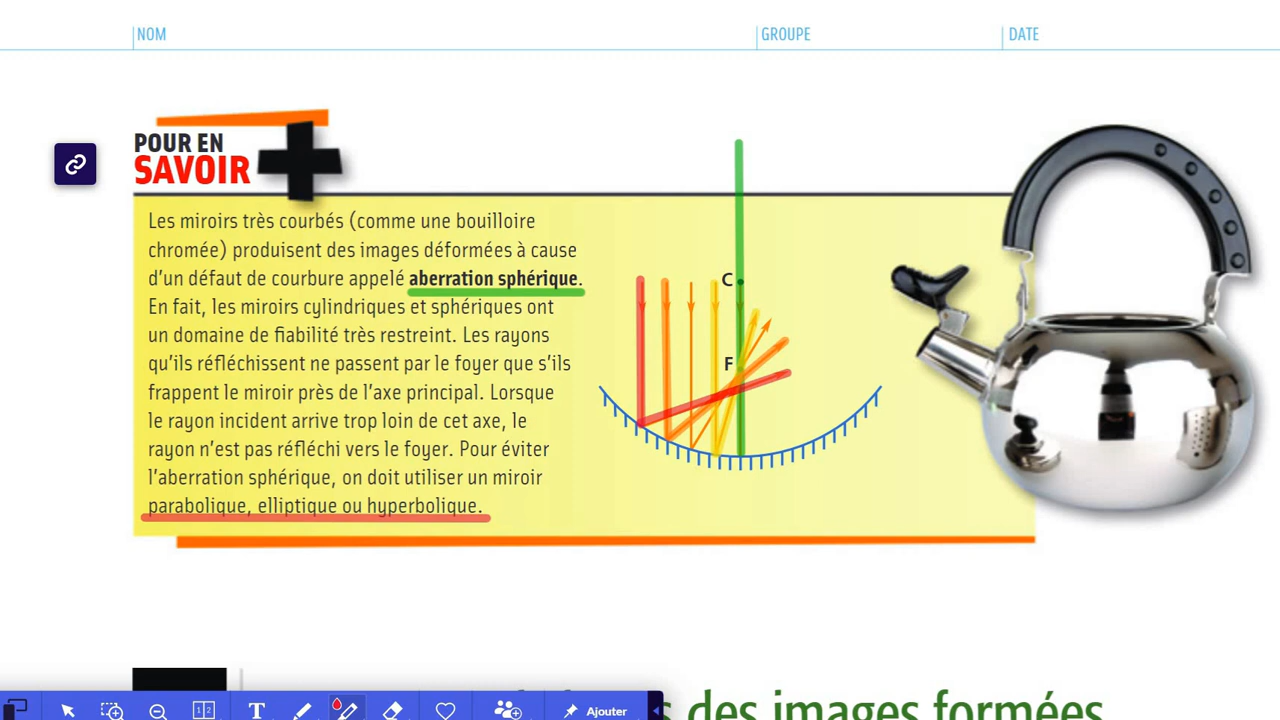 NOM
GROUPE
DATE
POUR EN
SAVOIR
Les miroirs très courbés (comme une bouilloire
chromée) produisent des images déformées à cause
d'un défaut de courbure appelé aberration sphérique.
En fait, les miroirs cylindriques et sphériques ont
un domaine de fiabilité très restreint. Les rayons
qu'ils réfléchissent ne passent par le foyer que s'ils
frappent le miroir près de l'axe principal. Lorsque
le rayon incident arrive trop loin de cet axe, le
rayon n'est pas réfléchi vers le foyer. Pour éviter
l'aberration sphérique, on doit utiliser un miroir
parabolique, elliptique ou hyperbolique.
C
F
des images formées
Ajouter